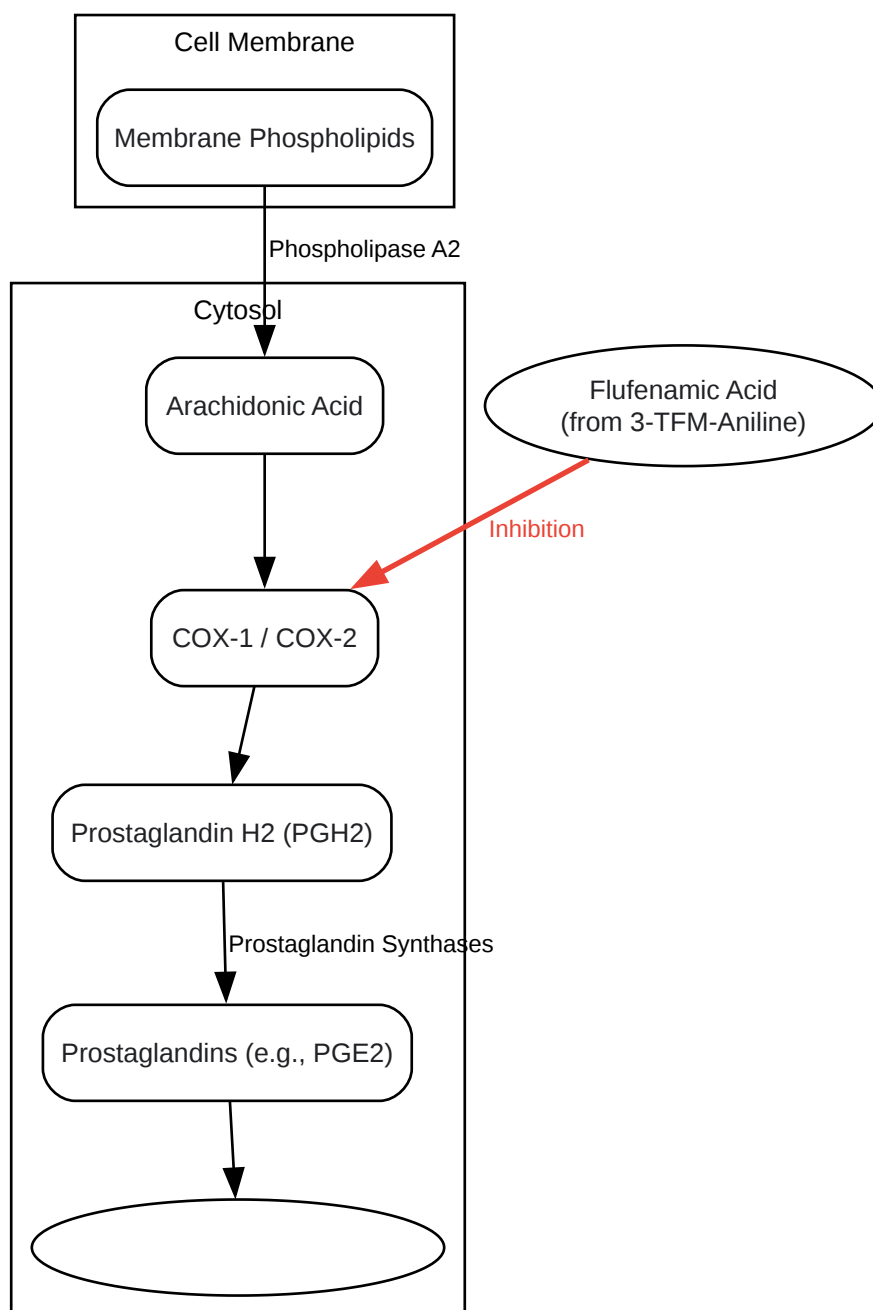 Cell Membrane
Membrane Phospholipids
Phospholipase A2
Cytosol
Arachidonic Acid
Flufenamic Acid
(from 3-TFM-Aniline)
Inhibition
COX-1 / COX-2
Prostaglandin H2 (PGH2)
Prostaglandin Synthases
Prostaglandins (e.g., PGE2)